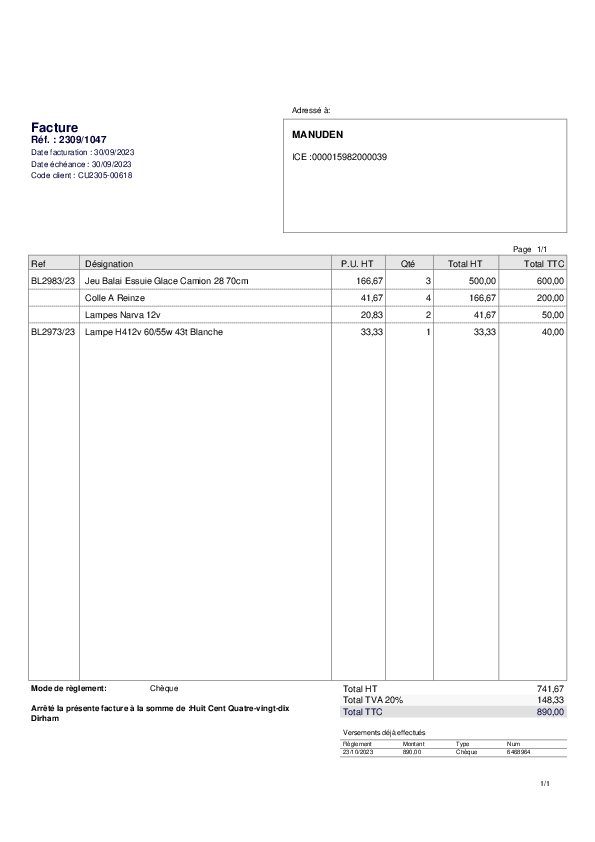 Adressé à:
Facture
Réf. : 2309/1047
Date facturation : 30/09/2023
Date échéance : 30/09/2023
Code client : CU2305-00618
MANUDEN
ICE :000015982000039
Page 1/1
Ref Désignation P.U. HT Qté Total HT Total TTC
BL2983/23 Jeu Balai Essuie Glace Camion 28 70cm 166,67 3 500,00 600,00
Colle A Reinze 41,67 4 166,67 200,00
Lampes Narva 12v 20,83 2 41,67 50,00
BL2973/23 Lampe H412v 60/55w 43t Blanche 33,33 1 33,33 40,00
Mode de règlement: Chèque
Arrêté la présente facture à la somme de :Huit Cent Quatre-vingt-dix
Dirham
Total HT 741,67
Total TVA 20% 148,33
Total TTC 890,00
Versements déjà effectués
Règlement Montant Type Num
23/10/2023 890,00 Chèque 6468964
1/1